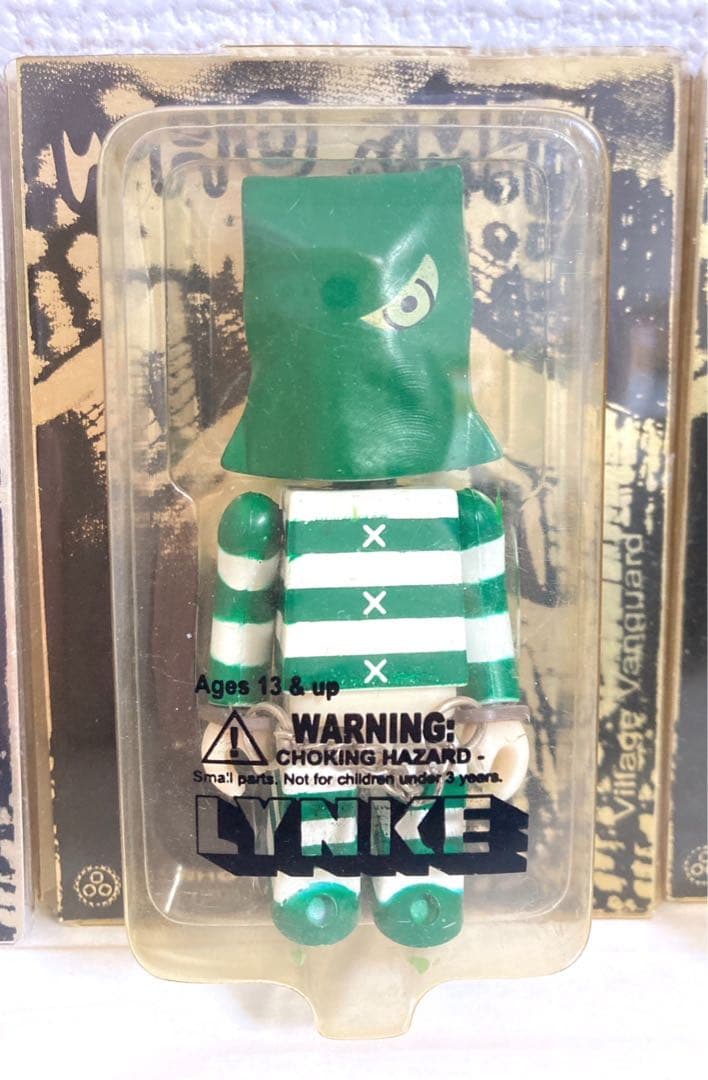 Ages 13 & up
WARNING:
CHOKING HAZARD -
Small parts. Not for children under 3 years.
LYNKE
Village Vanguard